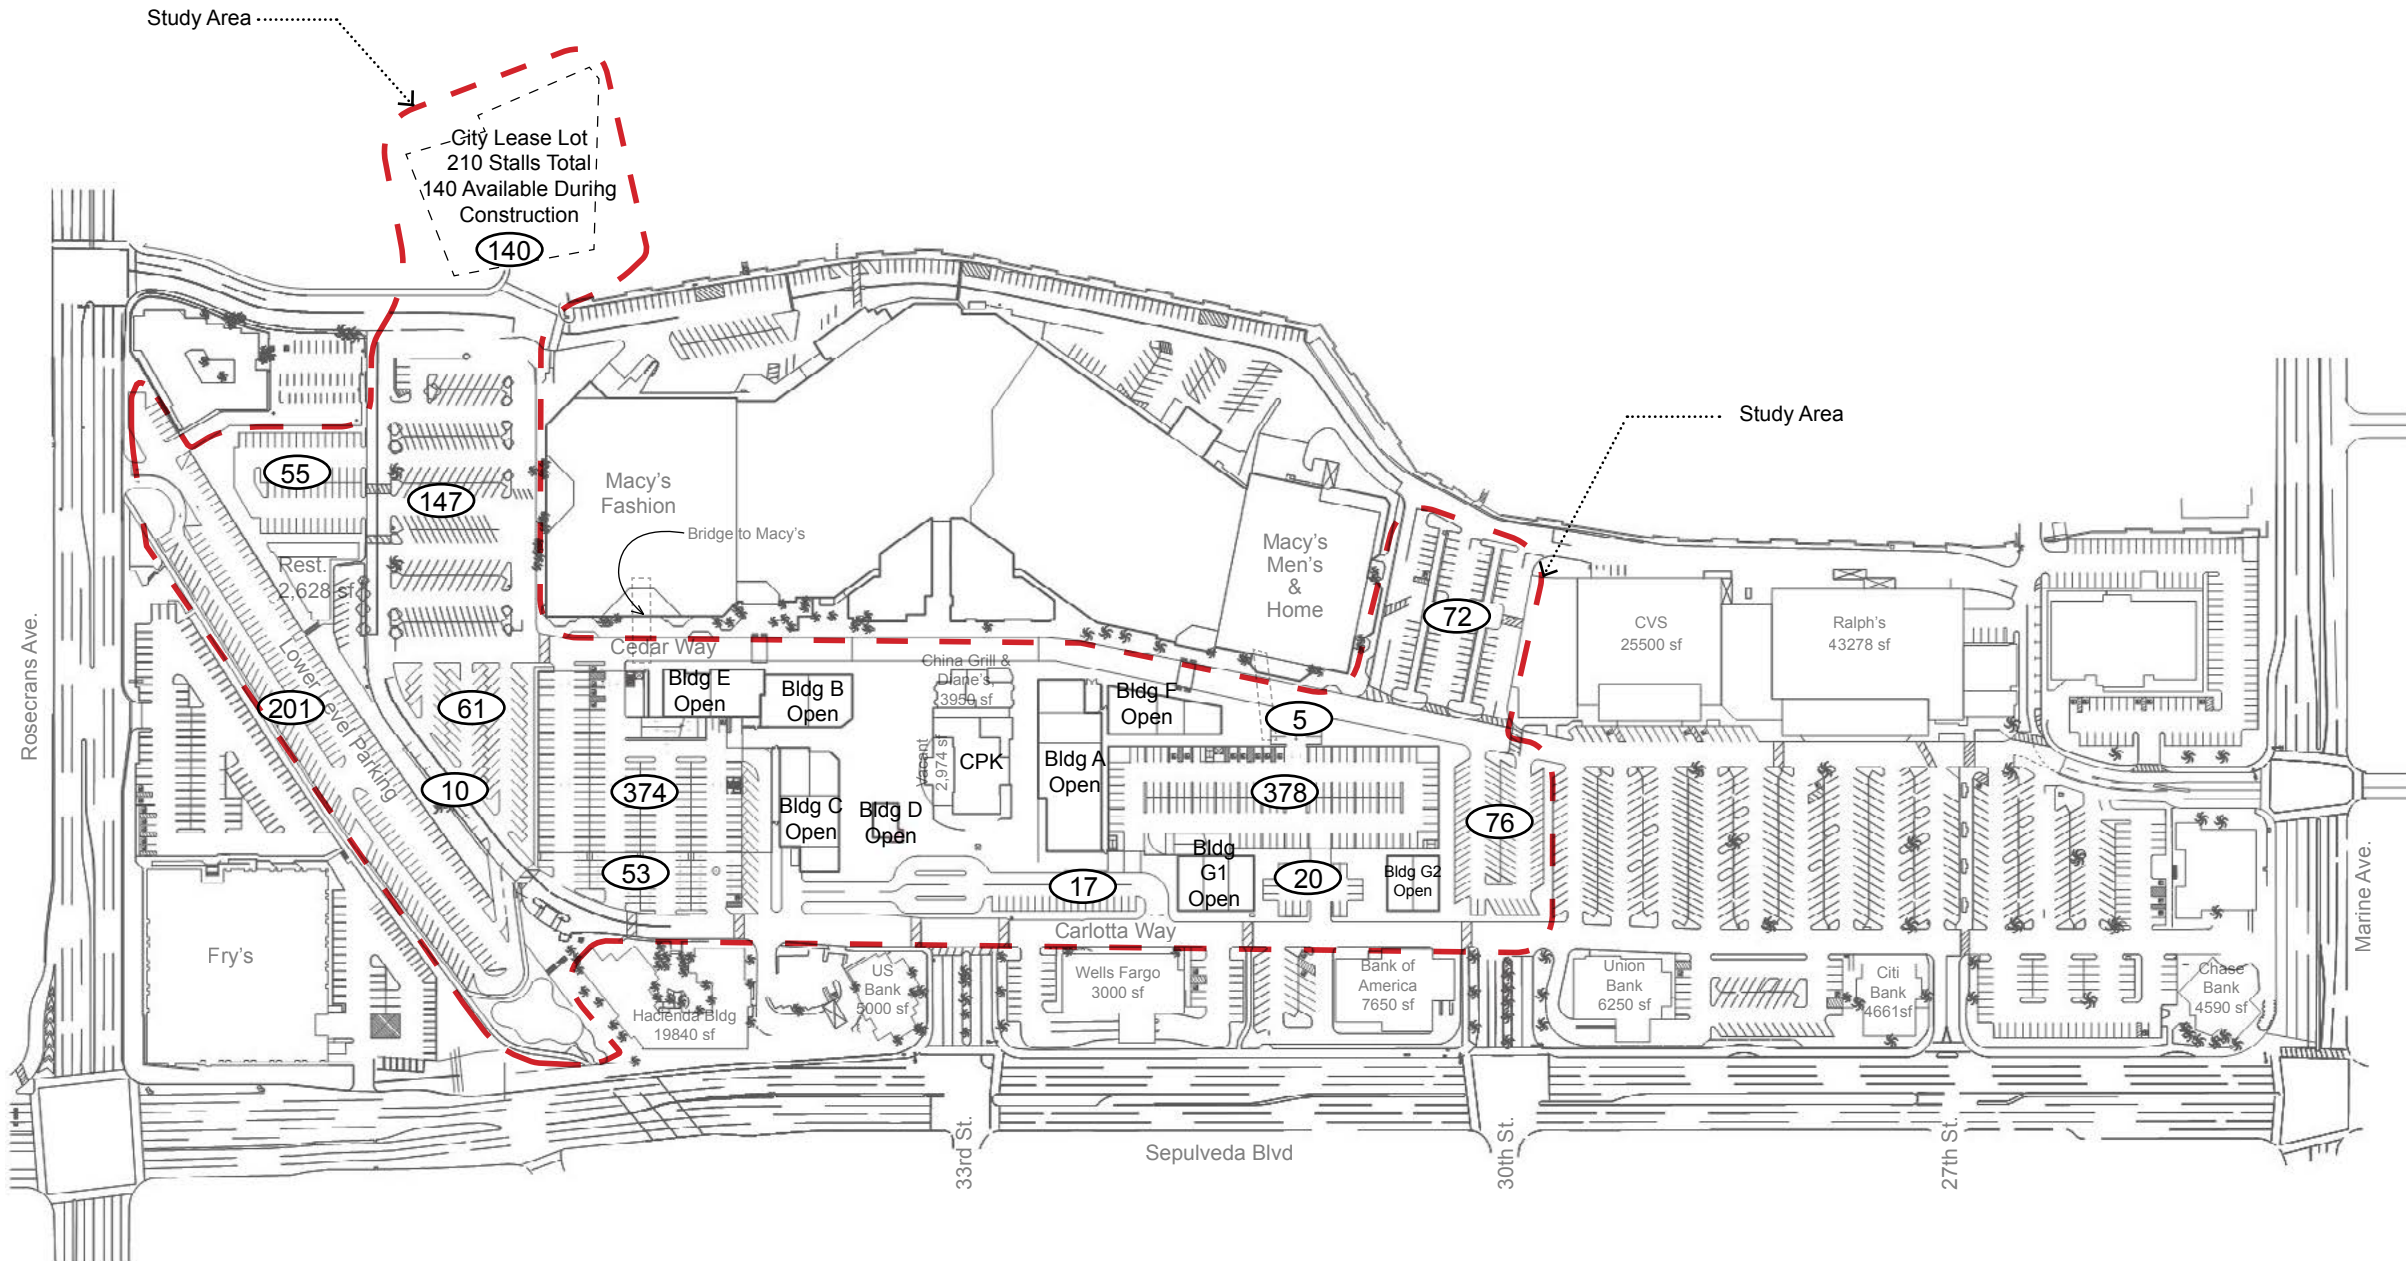 Study Area
City Lease Lot
210 Stalls Total
140 Available During
Construction
140
Study Area
55
147
Macy's
Fashion
Bridge to Macy's
Rest.
2,628 sf
Macy's
Men's
&
Home
72
CVS
25500 sf
Ralph's
43278 sf
Rosecrans Ave.
Lower Level Parking
201
61
10
Cedar Way
Bldg E
Open
Bldg B
Open
China Grill &
Diane's,
3950 sf
Bldg F
Open
5
Vacant
2,974 sf
CPK
Bldg A
Open
374
Bldg C
Open
Bldg D
Open
378
76
53
17
Bldg
G1
Open
20
Bldg G2
Open
Carlotta Way
Marine Ave.
Fry's
Hacienda Bldg
19840 sf
US
Bank
5000 sf
Wells Fargo
3000 sf
Bank of
America
7650 sf
Union
Bank
6250 sf
Citi
Bank
4661sf
Chase
Bank
4590 sf
33rd St.
Sepulveda Blvd
30th St.
27th St.